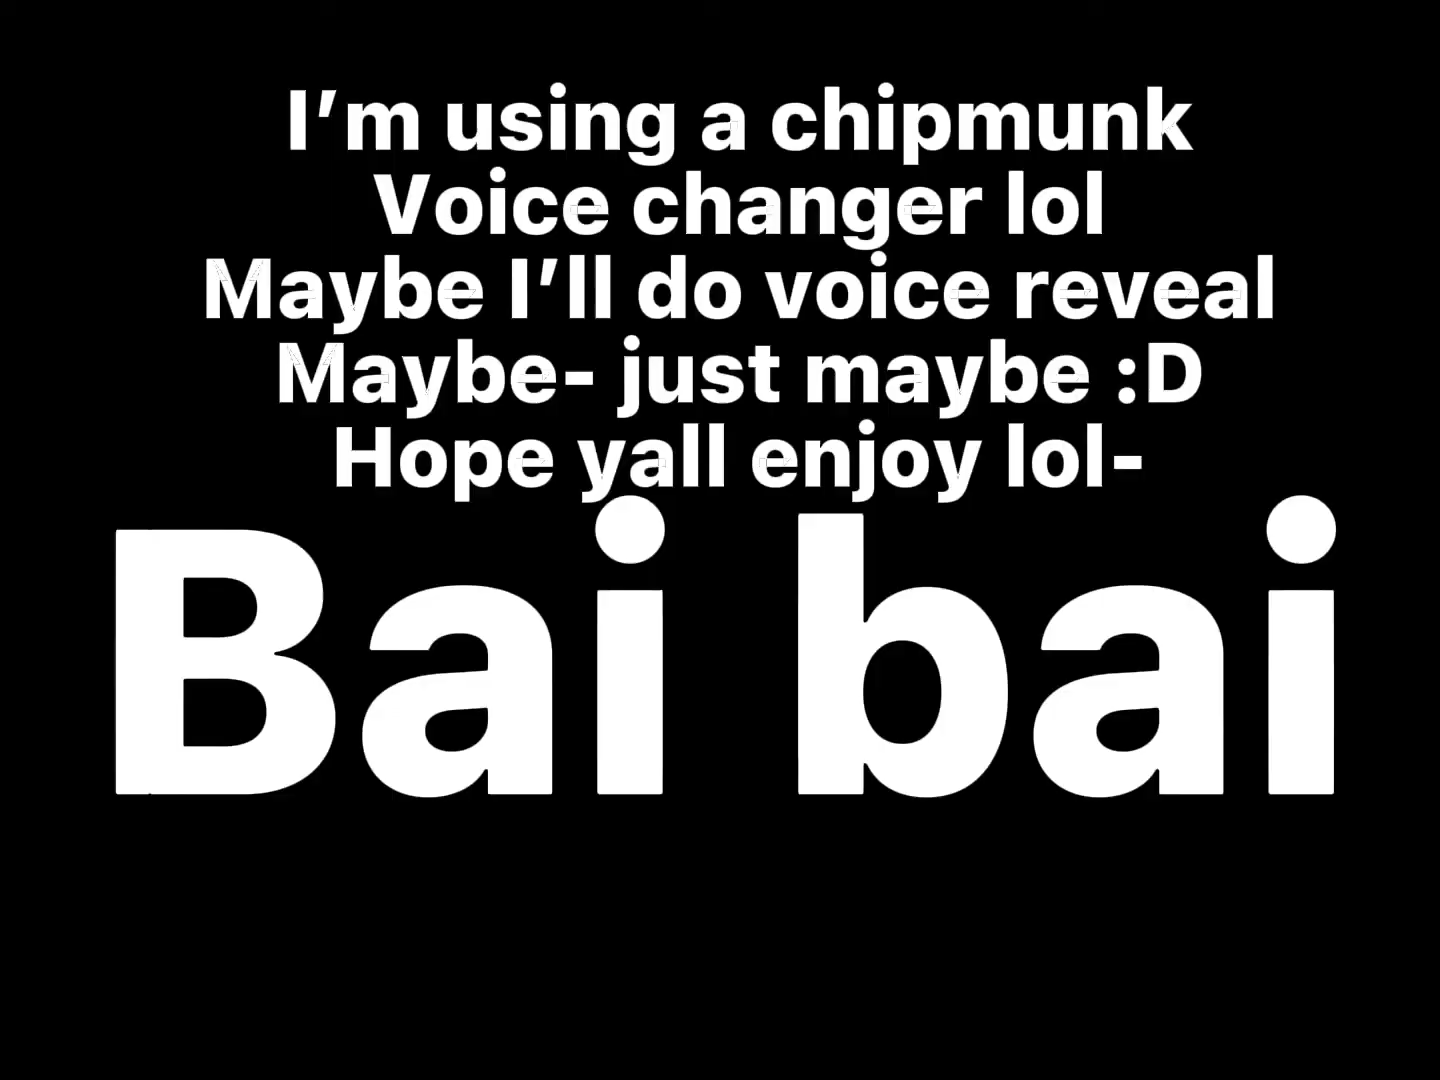 I’m using a chipmunk
Voice changer lol
Maybe I’ll do voice reveal
Maybe- just maybe :D
Hope yall enjoy lol-
Bai bai